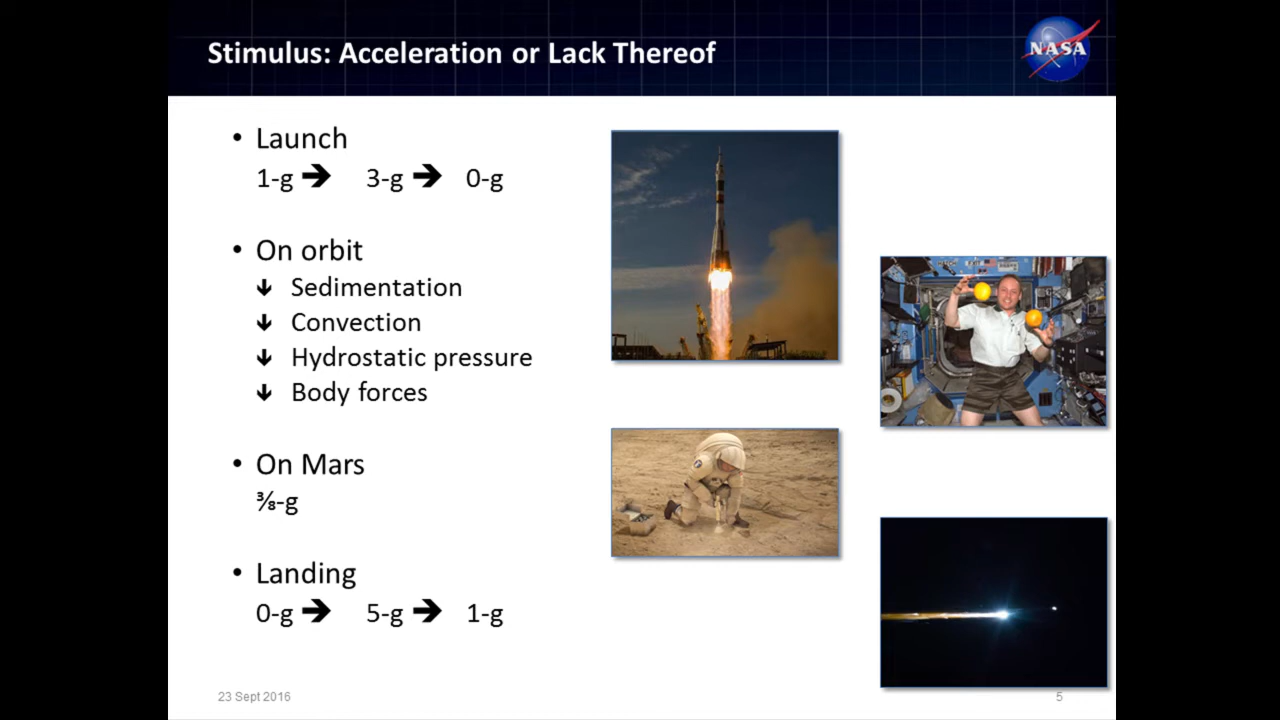 Stimulus: Acceleration or Lack Thereof
NASA
• Launch
1-g ➔ 3-g ➔ 0-g
• On orbit
↓ Sedimentation
↓ Convection
↓ Hydrostatic pressure
↓ Body forces
• On Mars
⅜-g
• Landing
0-g ➔ 5-g ➔ 1-g
23 Sept 2016
5